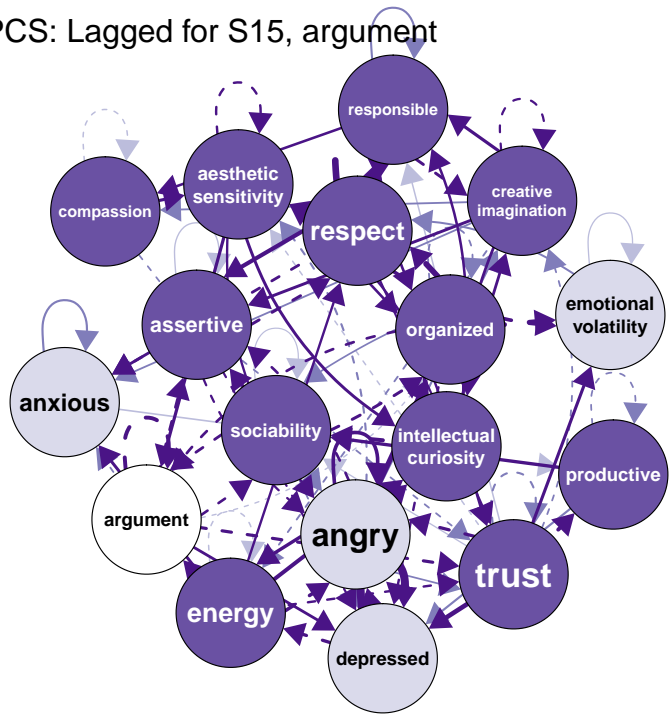 PCS: Lagged for S15, argument
responsible
aesthetic
sensitivity
compassion
creative
imagination
respect
emotional
volatility
assertive
organized
anxious
sociability
intellectual
curiosity
productive
argument
angry
trust
energy
depressed